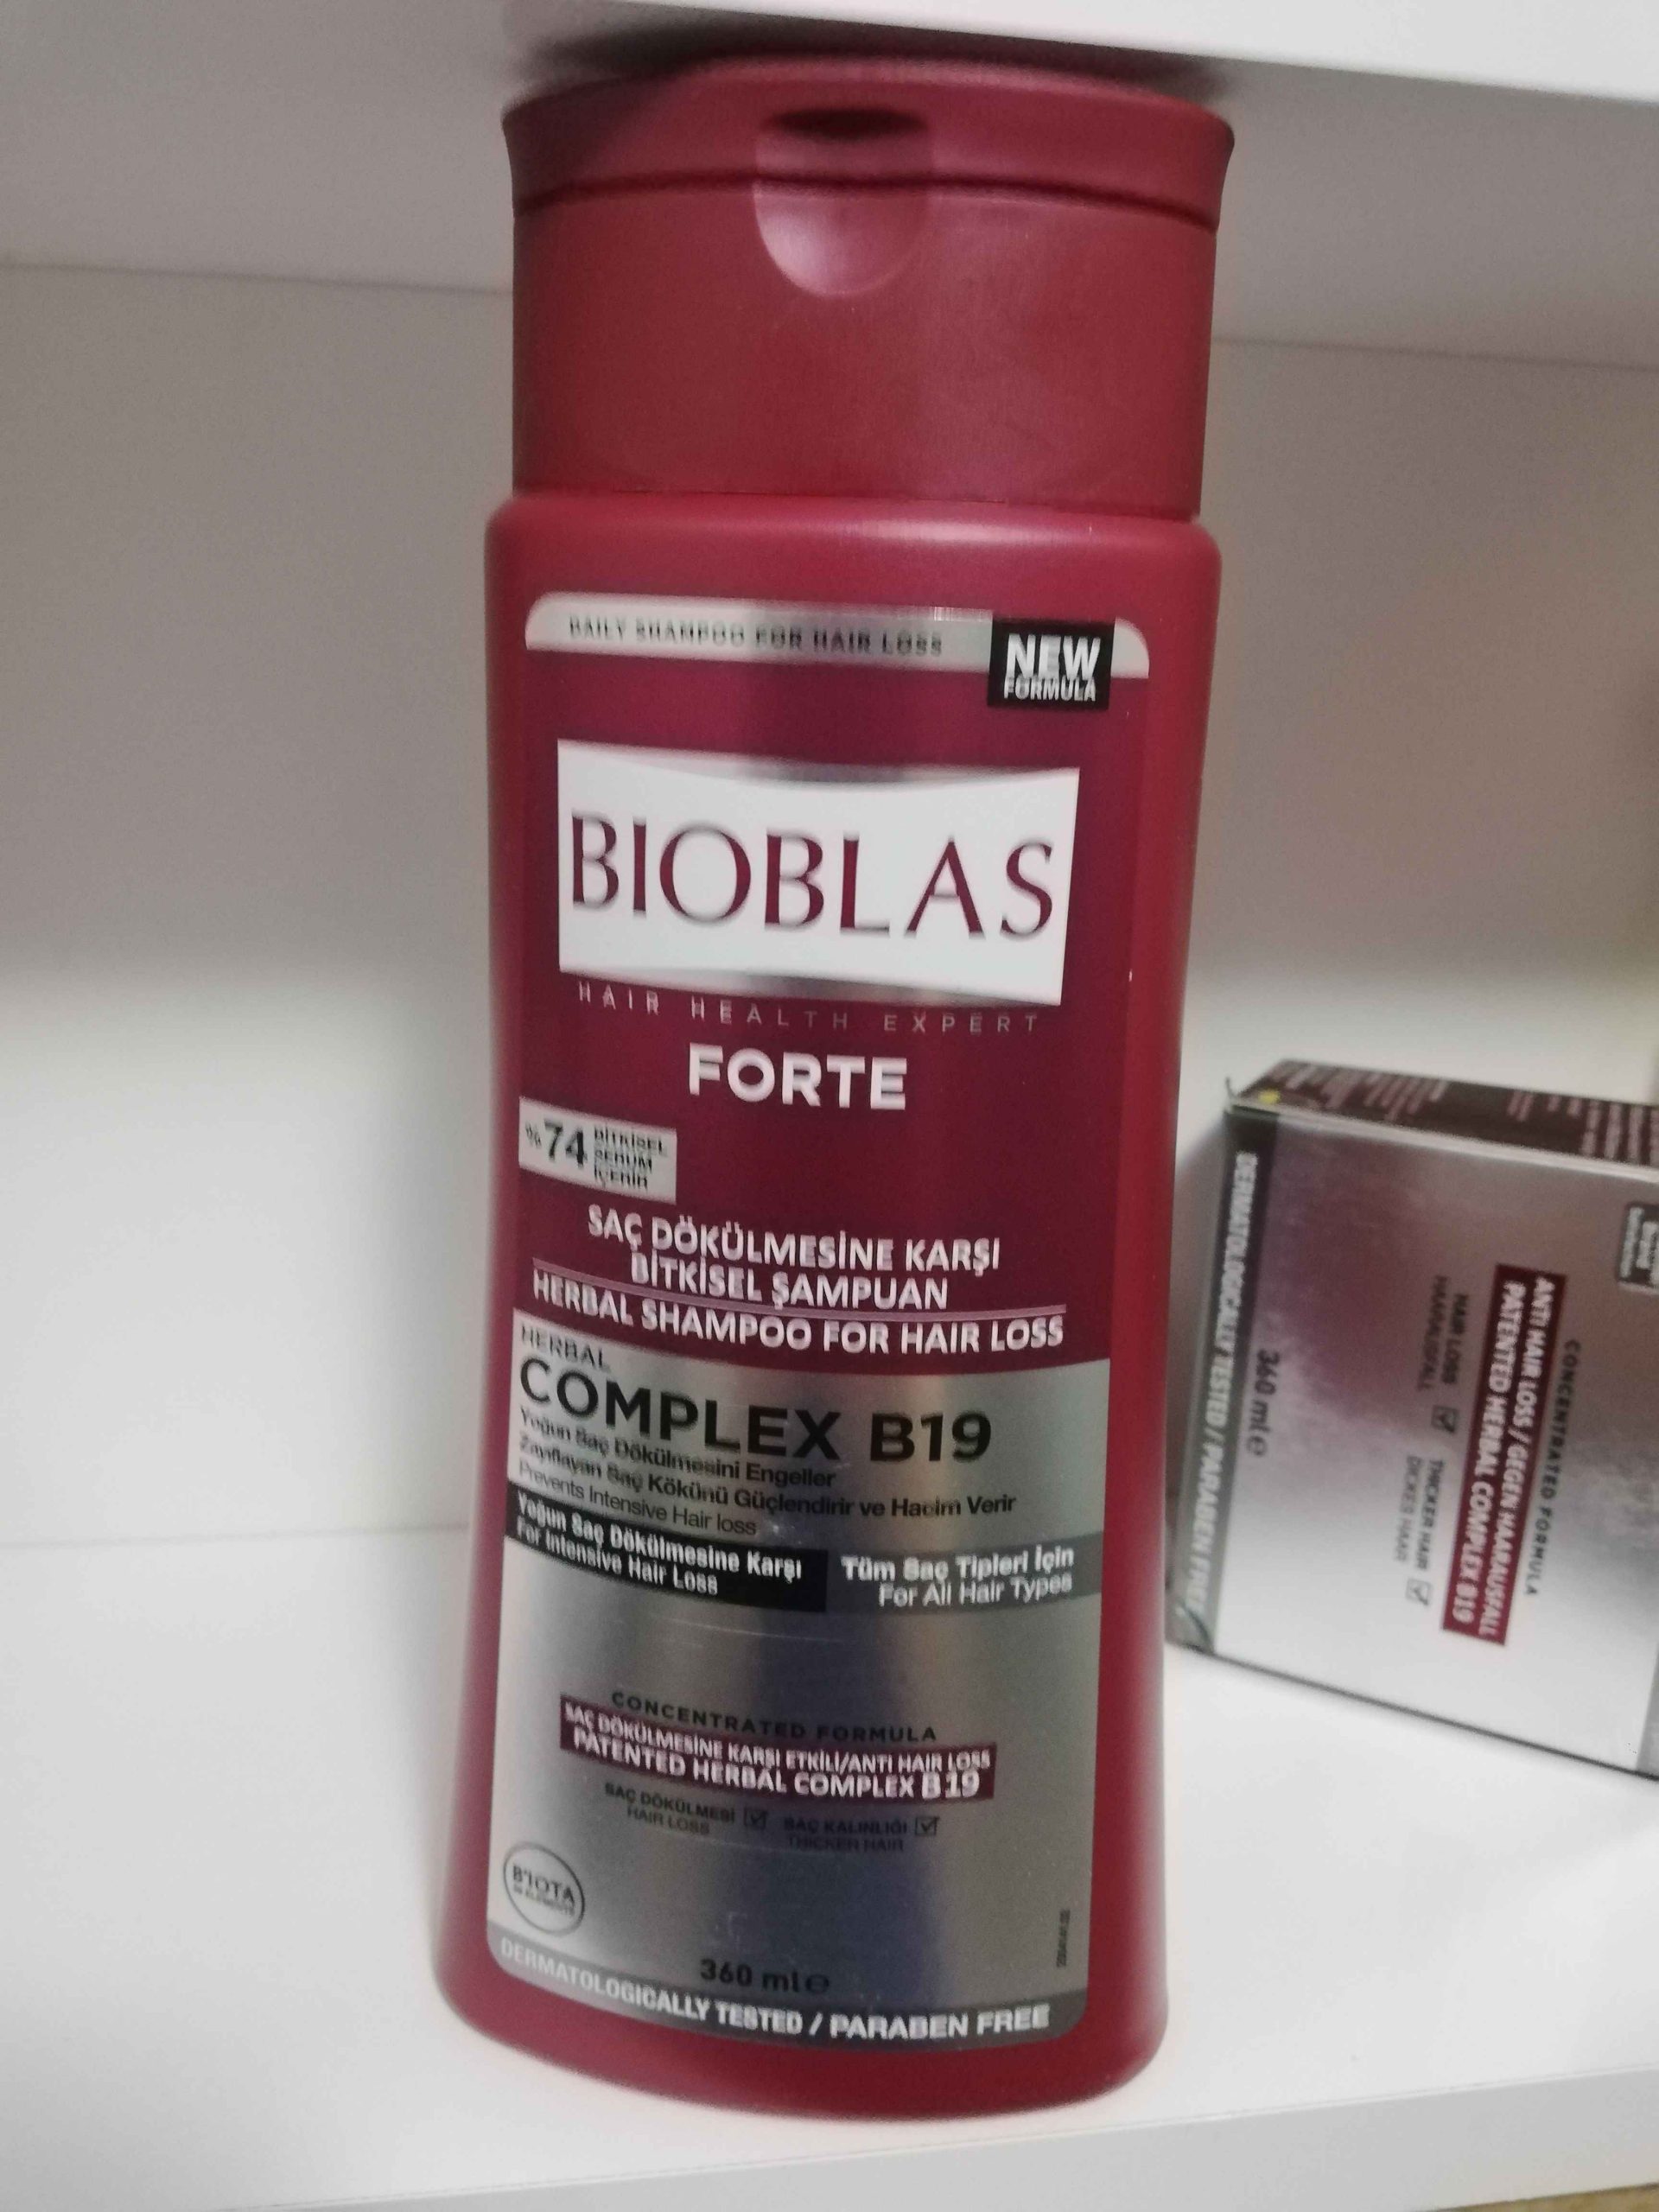 DAILY SHAMPOO FOR HAIR LOSS
NEW
FORMULA
BIOBLAS
HAIR HEALTH EXPERT
FORTE
%74 BİTKİSEL
SERUM
İÇERİR
SAÇ DÖKÜLMESİNE KARŞI
BİTKİSEL ŞAMPUAN
HERBAL SHAMPOO FOR HAIR LOSS
HERBAL
COMPLEX B19
Yoğun Saç Dökülmesini Engeller
Zayıflayan Saç Kökünü Güçlendirir ve Hacim Verir
Prevents Intensive Hair loss
Yoğun Saç Dökülmesine Karşı
For Intensive Hair Loss
Tüm Saç Tipleri İçin
For All Hair Types
CONCENTRATED FORMULA
SAÇ DÖKÜLMESİNE KARŞI ETKİLİ/ANTI HAIR LOSS
PATENTED HERBAL COMPLEX B19
SAÇ DÖKÜLMESİ
HAIR LOSS
SAÇ KALINLIĞI
THICKER HAIR
B'IOTA
360 ml e
DERMATOLOGICALLY TESTED / PARABEN FREE
CONCENTRATED FORMULA
ANTI HAIR LOSS / GEGEN HAARAUSFALL
PATENTED HERBAL COMPLEX B19
HAIR LOSS
HAARAUSFALL
THICKER HAIR
DICKES HAAR
360 ml e
DERMATOLOGICALLY TESTED / PARABEN FREE